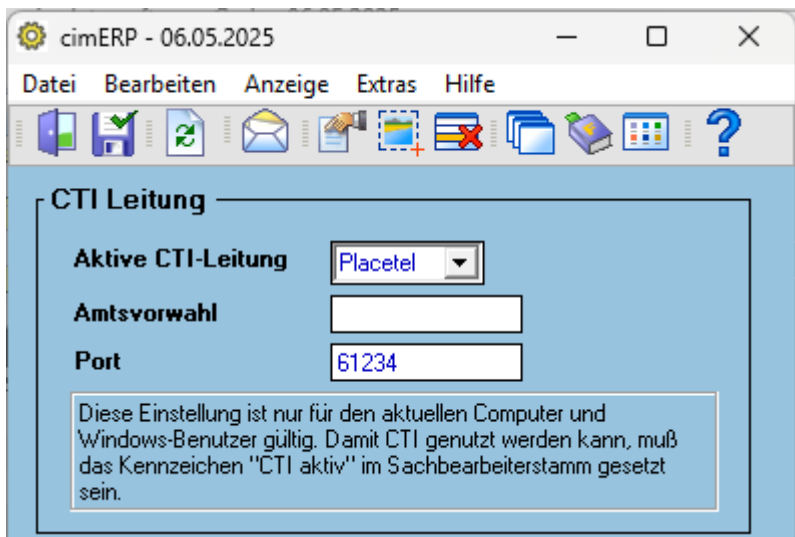 cimERP - 06.05.2025
Datei Bearbeiten Anzeige Extras Hilfe
CTI Leitung
Aktive CTI-Leitung Placetel
Amtsvorwahl
Port 61234
Diese Einstellung ist nur für den aktuellen Computer und
Windows-Benutzer gültig. Damit CTI genutzt werden kann, muß
das Kennzeichen "CTI aktiv" im Sachbearbeiterstamm gesetzt
sein.